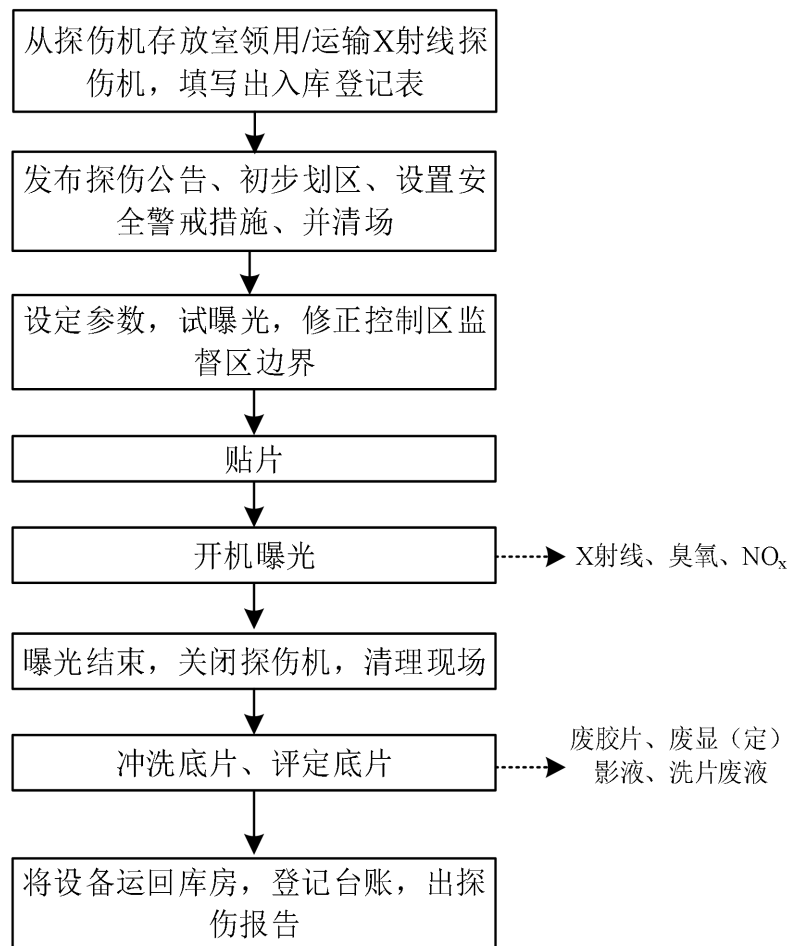 从探伤机存放室领用/运输X射线探
伤机，填写出入库登记表
发布探伤公告、初步划区、设置安
全警戒措施、并清场
设定参数，试曝光，修正控制区监
督区边界
贴片
开机曝光
X射线、臭氧、NOx
曝光结束，关闭探伤机，清理现场
冲洗底片、评定底片
废胶片、废显（定）
影液、洗片废液
将设备运回库房，登记台账，出探
伤报告